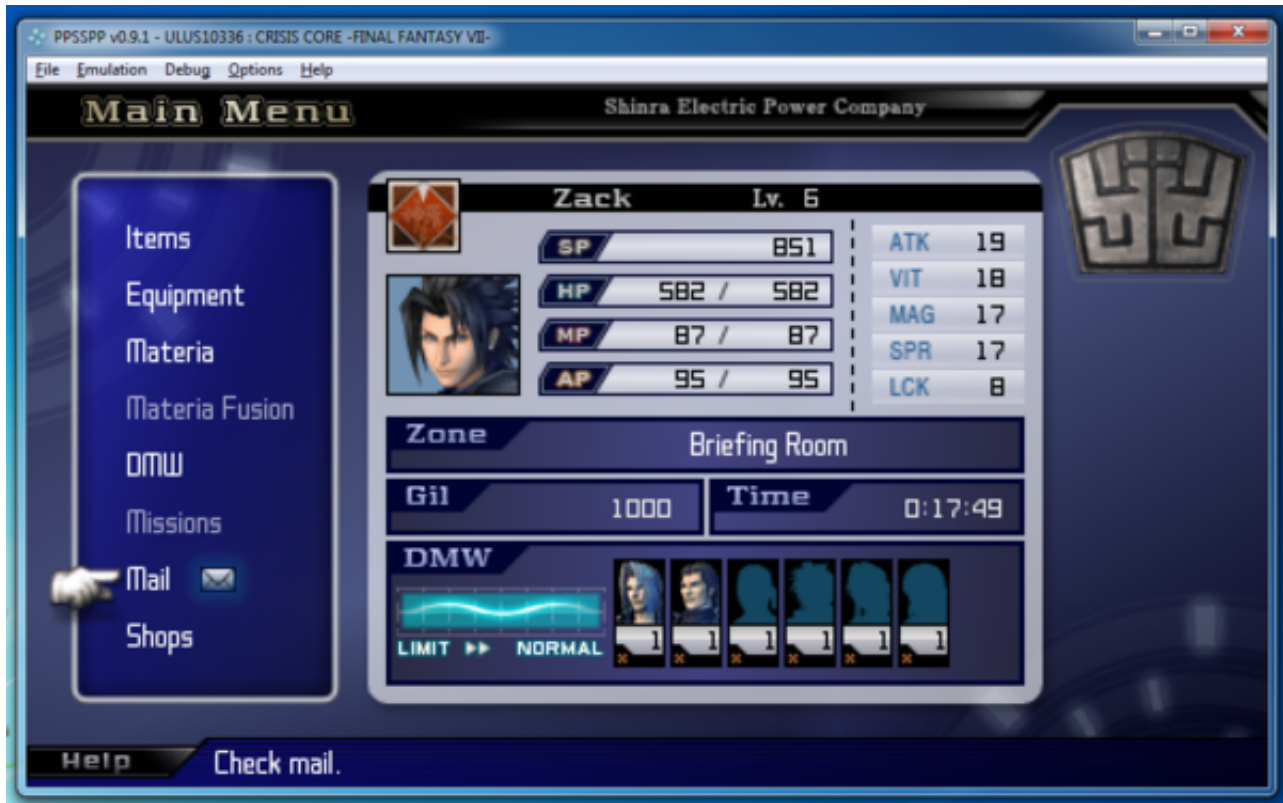 PPSSPP v0.9.1 - ULUS10336 : CRISIS CORE -FINAL FANTASY VII-
File Emulation Debug Options Help
Main Menu
Shinra Electric Power Company
Items
Equipment
Materia
Materia Fusion
DMW
Missions
Mail
Shops
Zack Lv. 6
SP 851
HP 582 / 582
MP 87 / 87
AP 95 / 95
ATK 19
VIT 18
MAG 17
SPR 17
LCK 8
Zone Briefing Room
Gil 1000
Time 0:17:49
DMW
LIMIT ▸▸ NORMAL
×1 ×1 ×1 ×1 ×1 ×1
Help Check mail.